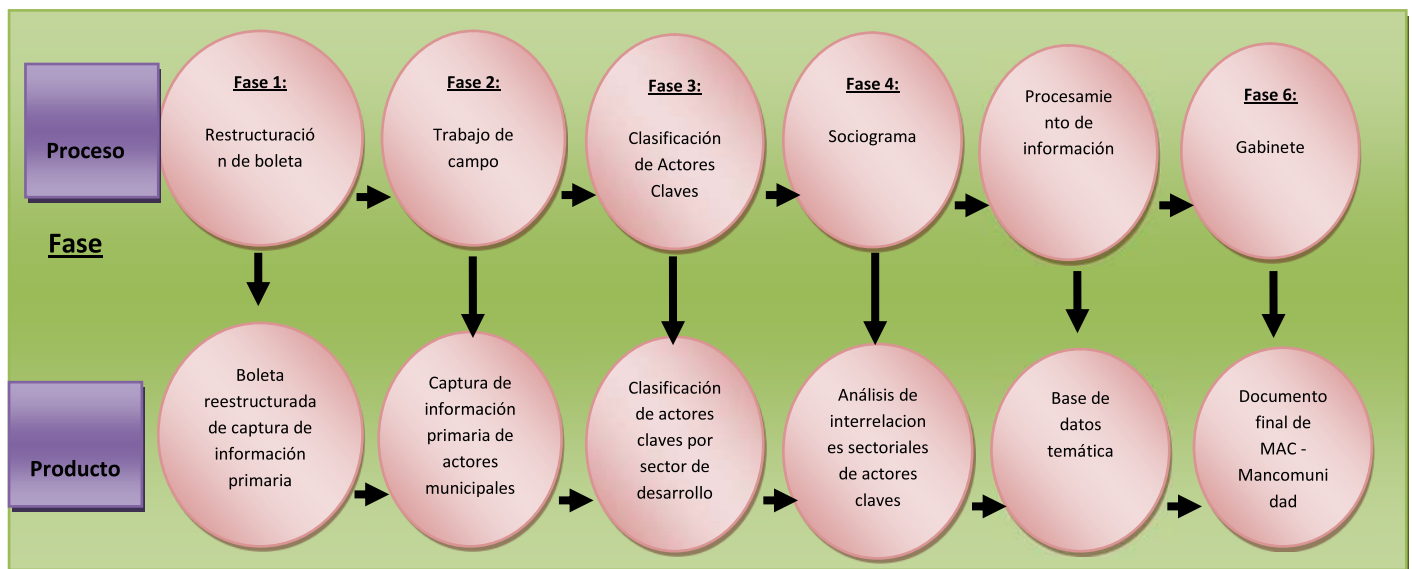 Proceso
Fase 1:
Restructuració
n de boleta
Fase 2:
Trabajo de
campo
Fase 3:
Clasificación
de Actores
Claves
Fase 4:
Sociograma
Procesamie
nto de
información
Fase 6:
Gabinete
Fase
Producto
Boleta
reestructurada
de captura de
información
primaria
Captura de
información
primaria de
actores
municipales
Clasificación
de actores
claves por
sector de
desarrollo
Análisis de
interrelacion
es sectoriales
de actores
claves
Base de
datos
temática
Documento
final de
MAC -
Mancomuni
dad